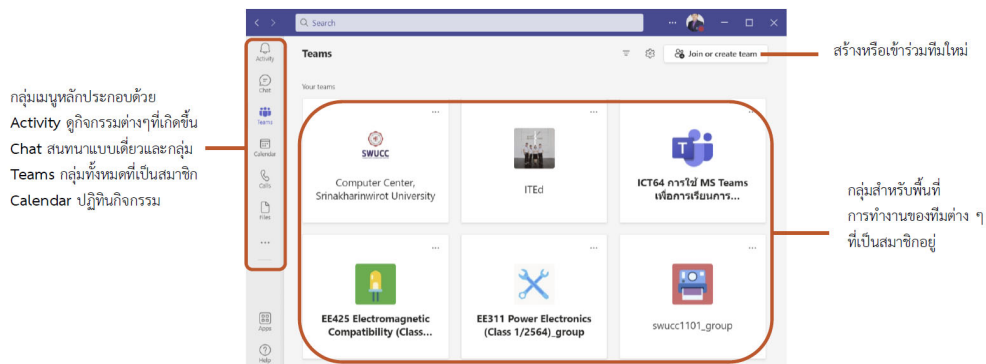 Search
Activity
Chat
Teams
Calendar
Calls
Files
Apps
Help
Teams
Join or create team
Your teams
SWUCC
Computer Center,
Srinakharinwirot University
ITEd
ICT64 การใช้ MS Teams
เพื่อการเรียนการ...
EE425 Electromagnetic
Compatibility (Class...
EE311 Power Electronics
(Class 1/2564)_group
swucc1101_group
กลุ่มเมนูหลักประกอบด้วย
Activity ดูกิจกรรมต่างๆที่เกิดขึ้น
Chat สนทนาแบบเดี่ยวและกลุ่ม
Teams กลุ่มทั้งหมดที่เป็นสมาชิก
Calendar ปฏิทินกิจกรรม
สร้างหรือเข้าร่วมทีมใหม่
กลุ่มสำหรับพื้นที่
การทำงานของทีมต่าง ๆ
ที่เป็นสมาชิกอยู่